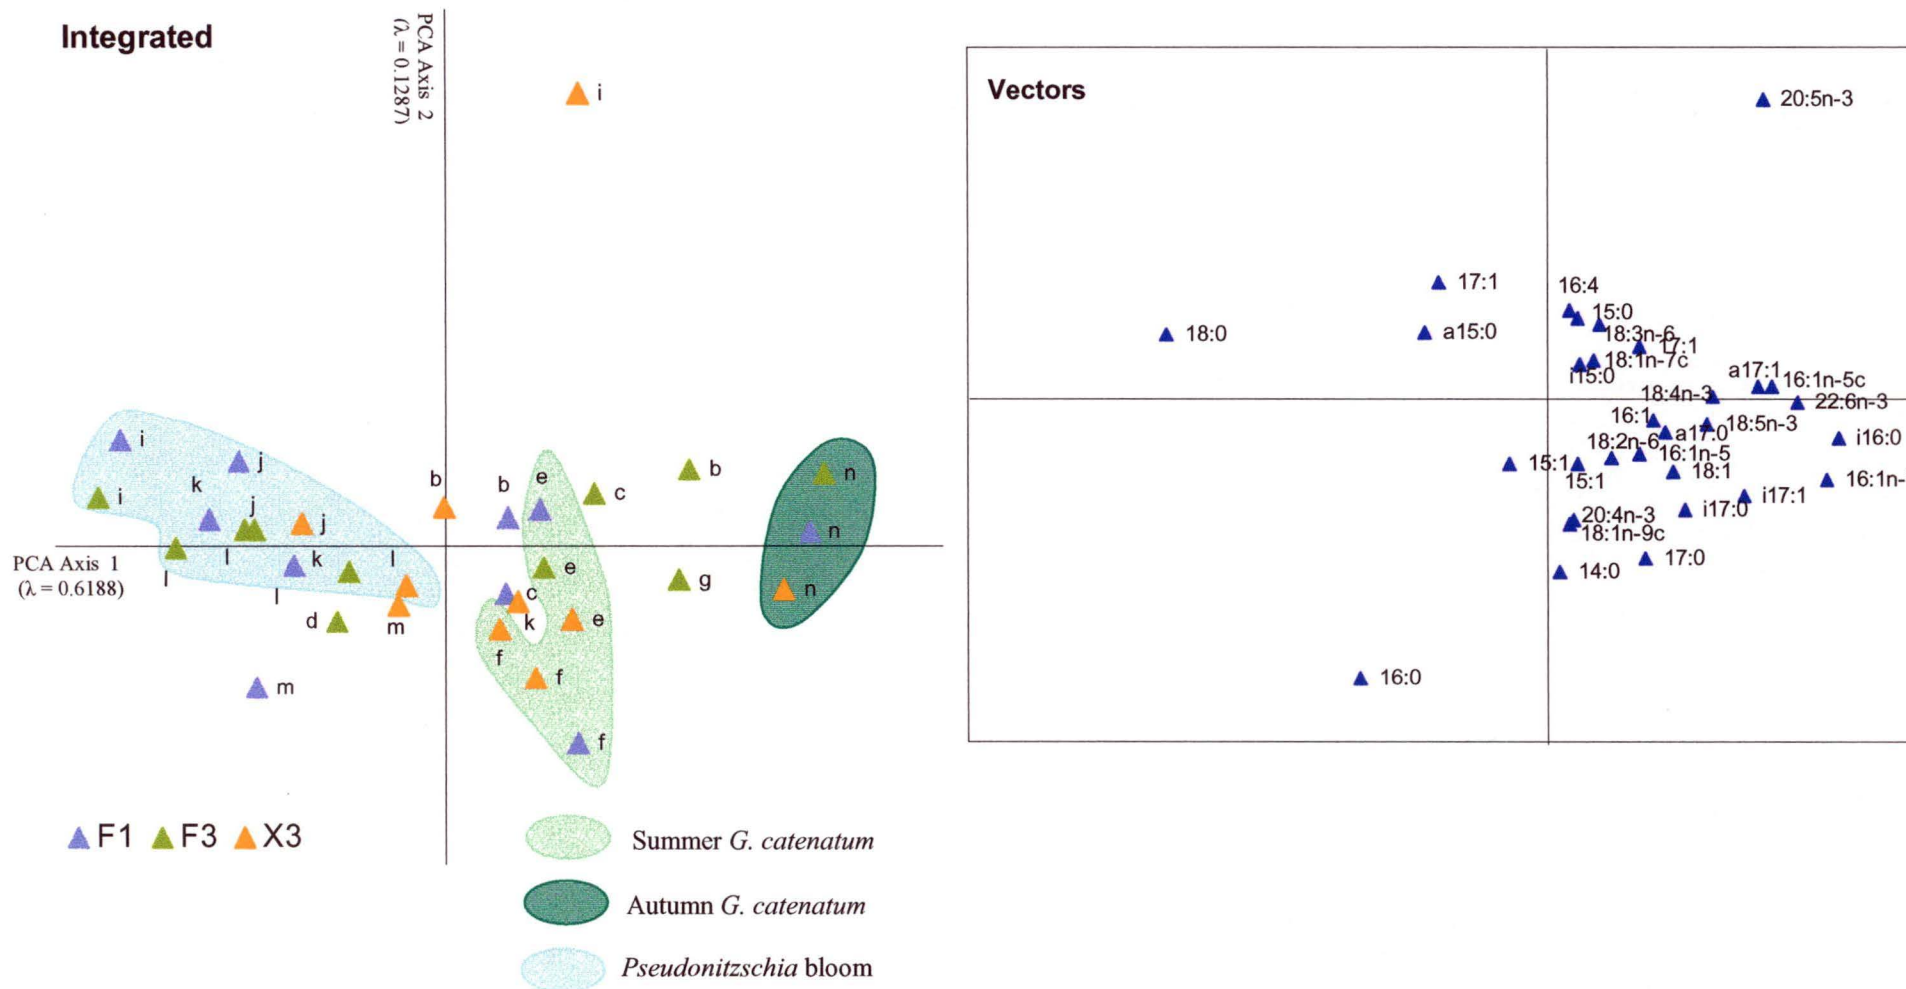 Integrated
PCA Axis 2
(λ = 0.1287)
i
i
j
k
i
j
j
l
l
k
l
l
d
m
m
b
b
e
c
b
n
n
e
g
n
c
k
e
f
f
f
PCA Axis 1
(λ = 0.6188)
F1 F3 X3
Summer G. catenatum
Autumn G. catenatum
Pseudonitzschia bloom
Vectors
20:5n-3
17:1
16:4
18:0
a15:0
15:0
18:3n-6
17:1
18:1n-7c
i15:0
a17:1
16:1n-5c
18:4n-3
22:6n-3
16:1
18:5n-3
a17:0
i16:0
18:2n-6
16:1n-5
15:1
15:1
18:1
16:1n-
i17:1
i17:0
20:4n-3
18:1n-9c
17:0
14:0
16:0